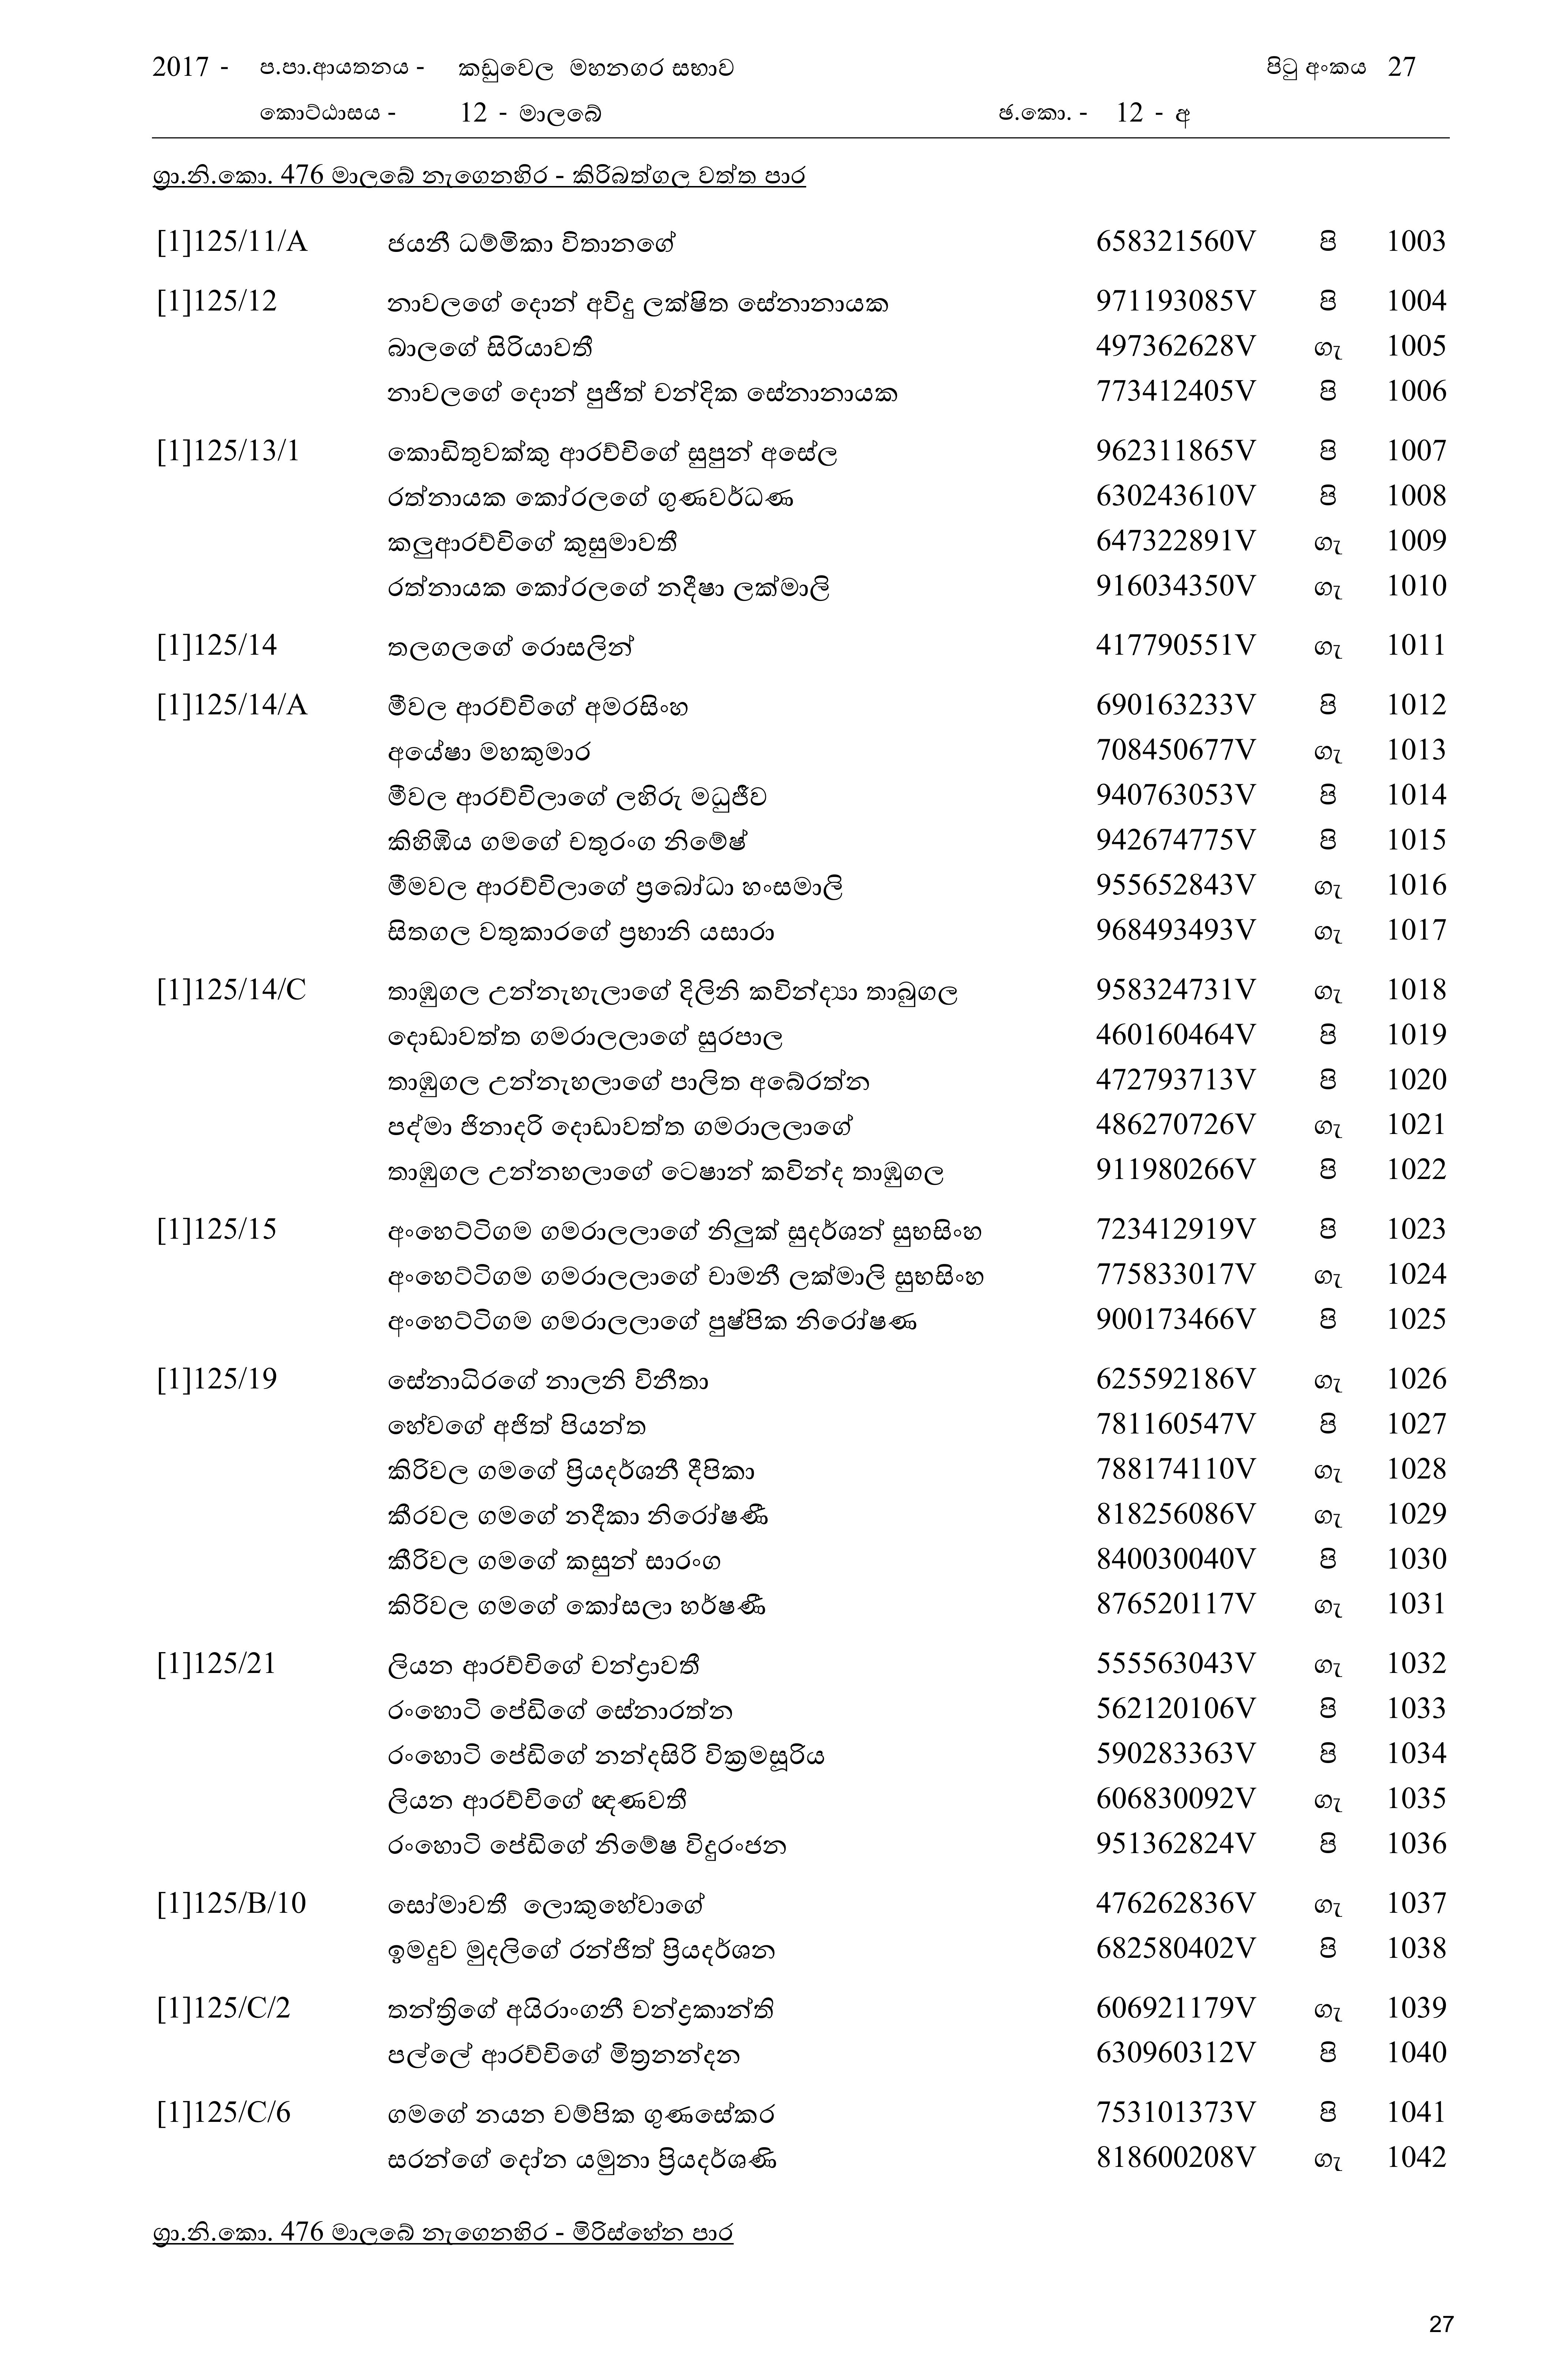 2017 - ප.පා.ආයතනය - කඩුවෙල මහනගර සභාව පිටු අංකය 27
කොට්ඨාසය - 12 - මාලබේ ඡ.කො. - 12 - අ
ග්‍රා.නි.කො. 476 මාලබේ නැගෙනහිර - කිරිබත්ගල වත්ත පාර
[1]125/11/A ජයනී ධම්මිකා විතානගේ 658321560V පි 1003
[1]125/12 නාවලගේ දොන් අවිදු ලක්ෂිත සේනානායක 971193085V පි 1004
බාලගේ සිරියාවතී 497362628V ගැ 1005
නාවලගේ දොන් පුජිත් චන්දික සේනානායක 773412405V පි 1006
[1]125/13/1 කොඩිතුවක්කු ආරච්චිගේ සුපුන් අසේල 962311865V පි 1007
රත්නායක කෝරලගේ ගුණවර්ධණ 630243610V පි 1008
කලුආරච්චිගේ කුසුමාවතී 647322891V ගැ 1009
රත්නායක කෝරලගේ නදීෂා ලක්මාලි 916034350V ගැ 1010
[1]125/14 තලගලගේ රොසලින් 417790551V ගැ 1011
[1]125/14/A මීවල ආරච්චිගේ අමරසිංහ 690163233V පි 1012
අයේෂා මහකුමාර 708450677V ගැ 1013
මීවල ආරච්චිලාගේ ලහිරු මධුජීව 940763053V පි 1014
කිහිඹිය ගමගේ චතුරංග නිමේෂ් 942674775V පි 1015
මීමවල ආරච්චිලාගේ ප්‍රබෝධා හංසමාලි 955652843V ගැ 1016
සිතගල වතුකාරගේ ප්‍රභානි යසාරා 968493493V ගැ 1017
[1]125/14/C තාඹුගල උන්නැහැලාගේ දිලිනි කවින්ද්‍යා තාබුගල 958324731V ගැ 1018
දොඩාවත්ත ගමරාලලාගේ සුරපාල 460160464V පි 1019
තාඹුගල උන්නැහලාගේ පාලිත අබේරත්න 472793713V පි 1020
පද්මා ජිනාදරි දොඩාවත්ත ගමරාලලාගේ 486270726V ගැ 1021
තාඹුගල උන්නහලාගේ ටෙෂාන් කවින්ද තාඹුගල 911980266V පි 1022
[1]125/15 අංහෙට්ටිගම ගමරාලලාගේ නිලුක් සුදර්ශන් සුභසිංහ 723412919V පි 1023
අංහෙට්ටිගම ගමරාලලාගේ චාමනී ලක්මාලි සුභසිංහ 775833017V ගැ 1024
අංහෙට්ටිගම ගමරාලලාගේ පුෂ්පික නිරෝෂණ 900173466V පි 1025
[1]125/19 සේනාධිරගේ නාලනි විනීතා 625592186V ගැ 1026
හේවගේ අජිත් පියන්ත 781160547V පි 1027
කිරිවල ගමගේ ප්‍රියදර්ශනී දීපිකා 788174110V ගැ 1028
කීරවල ගමගේ නදීකා නිරෝෂණී 818256086V ගැ 1029
කීරිවල ගමගේ කසුන් සාරංග 840030040V පි 1030
කිරිවල ගමගේ කෝසලා හර්ෂණී 876520117V ගැ 1031
[1]125/21 ලියන ආරච්චිගේ චන්ද්‍රාවතී 555563043V ගැ 1032
රංහොටි පේඩිගේ සේනාරත්න 562120106V පි 1033
රංහොටි පේඩිගේ නන්දසිරි වික්‍රමසූරිය 590283363V පි 1034
ලියන ආරච්චිගේ ඥණවතී 606830092V ගැ 1035
රංහොටි පේඩිගේ නිමේෂ විදුරංජන 951362824V පි 1036
[1]125/B/10 සෝමාවතී ලොකුහේවාගේ 476262836V ගැ 1037
ඉමදුව මුදලිගේ රන්ජිත් ප්‍රියදර්ශන 682580402V පි 1038
[1]125/C/2 තන්ත්‍රිගේ අයිරාංගනී චන්ද්‍රකාන්ති 606921179V ගැ 1039
පල්ලේ ආරච්චිගේ මිත්‍රනන්දන 630960312V පි 1040
[1]125/C/6 ගමගේ නයන චම්පික ගුණසේකර 753101373V පි 1041
සරන්ගේ දෝන යමුනා ප්‍රියදර්ශණි 818600208V ගැ 1042
ග්‍රා.නි.කො. 476 මාලබේ නැගෙනහිර - මිරිස්හේන පාර
27